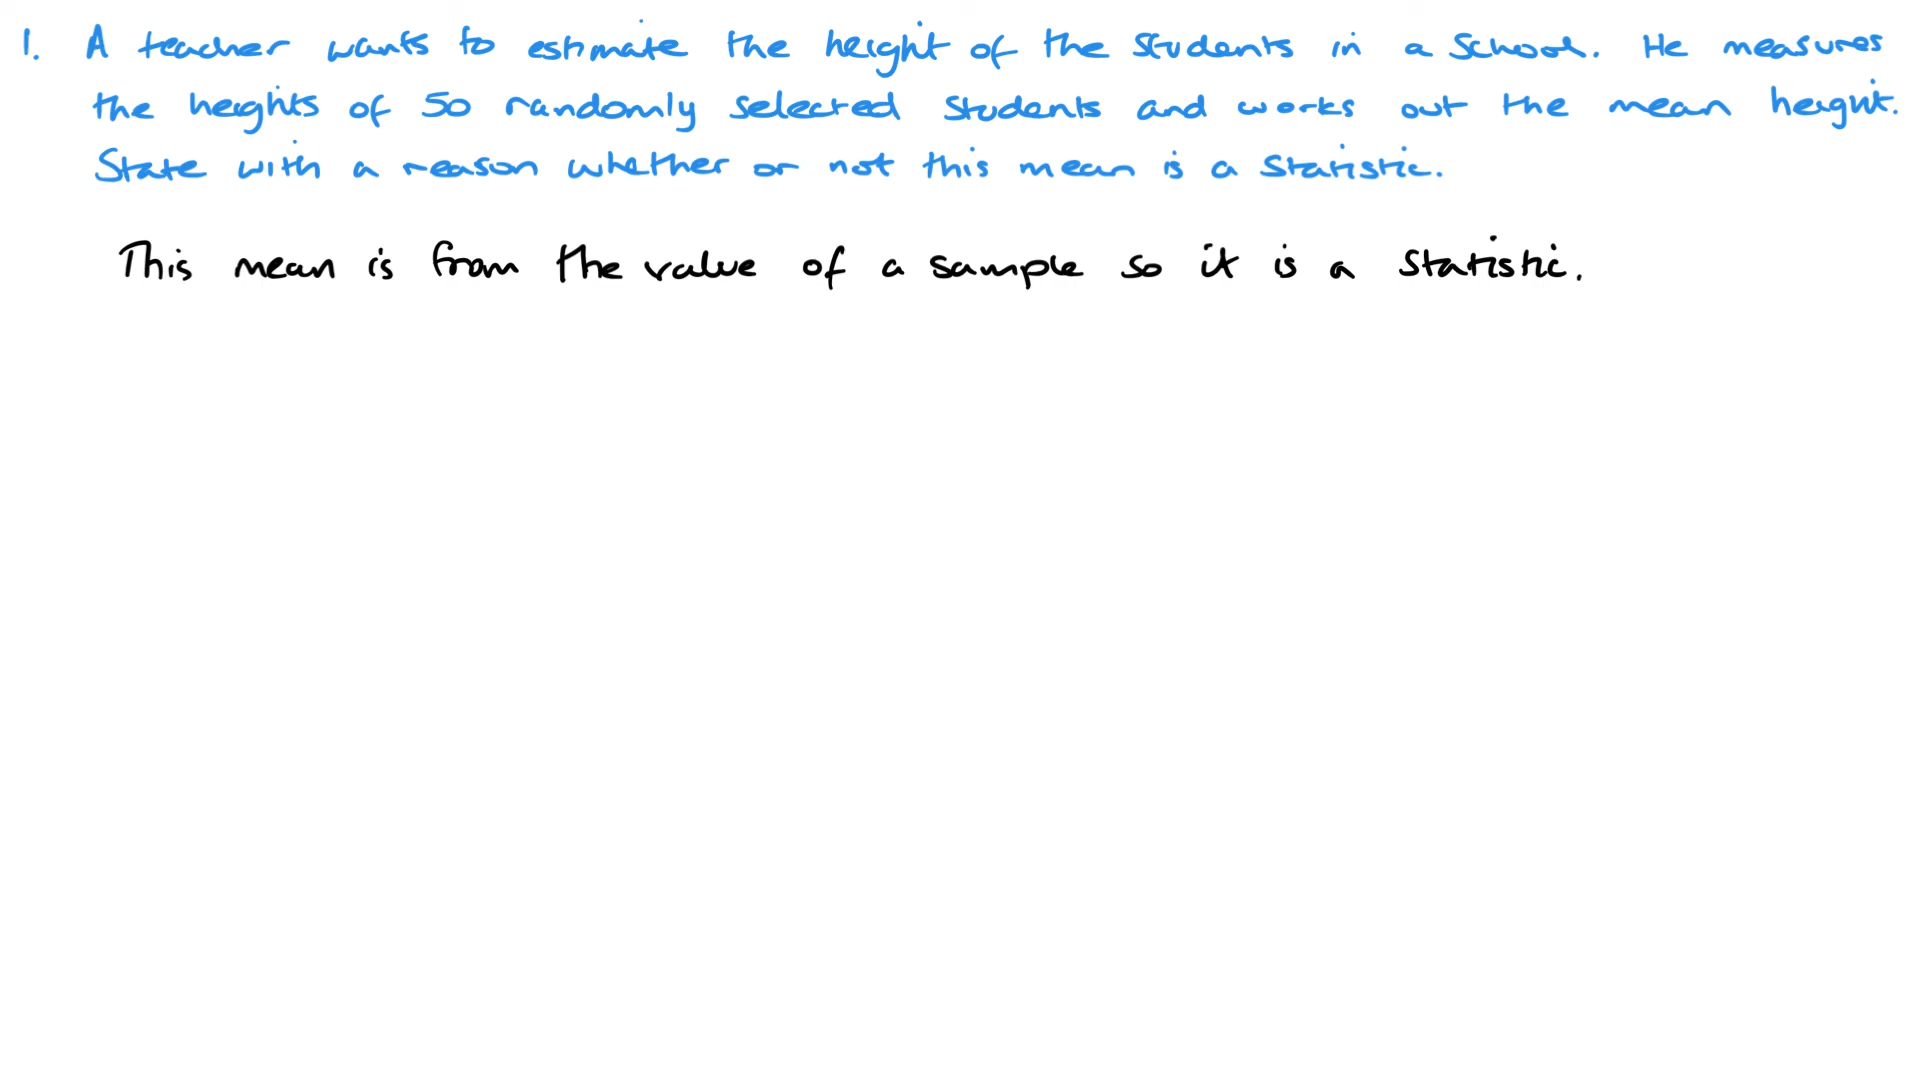 1. A teacher wants to estimate the height of the students in a school. He measures
the heights of 50 randomly selected students and works out the mean height.
State with a reason whether or not this mean is a statistic.
This mean is from the value of a sample so it is a statistic.